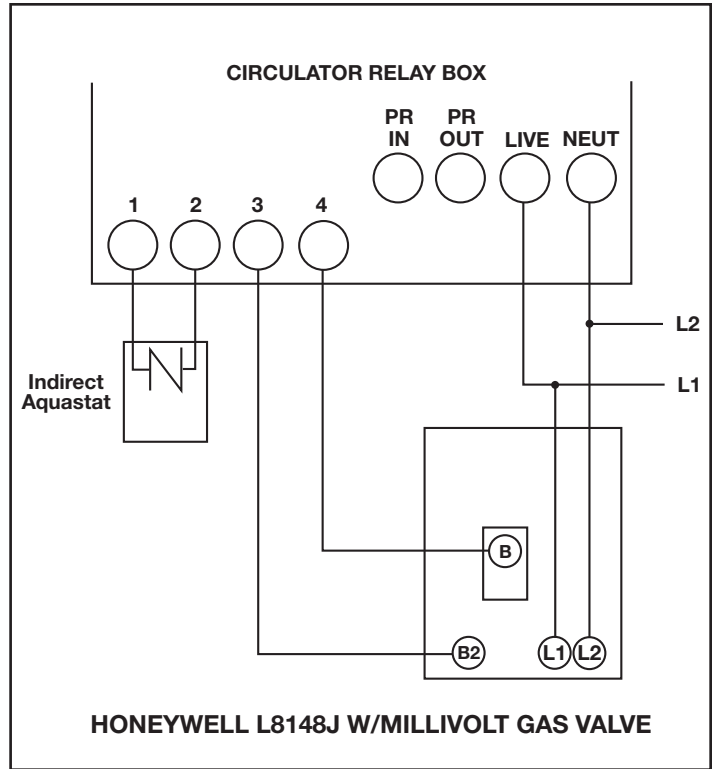 CIRCULATOR RELAY BOX
PR IN
PR OUT
LIVE
NEUT
1
2
3
4
L2
L1
Indirect
Aquastat
B
B2
L1
L2
HONEYWELL L8148J W/MILLIVOLT GAS VALVE